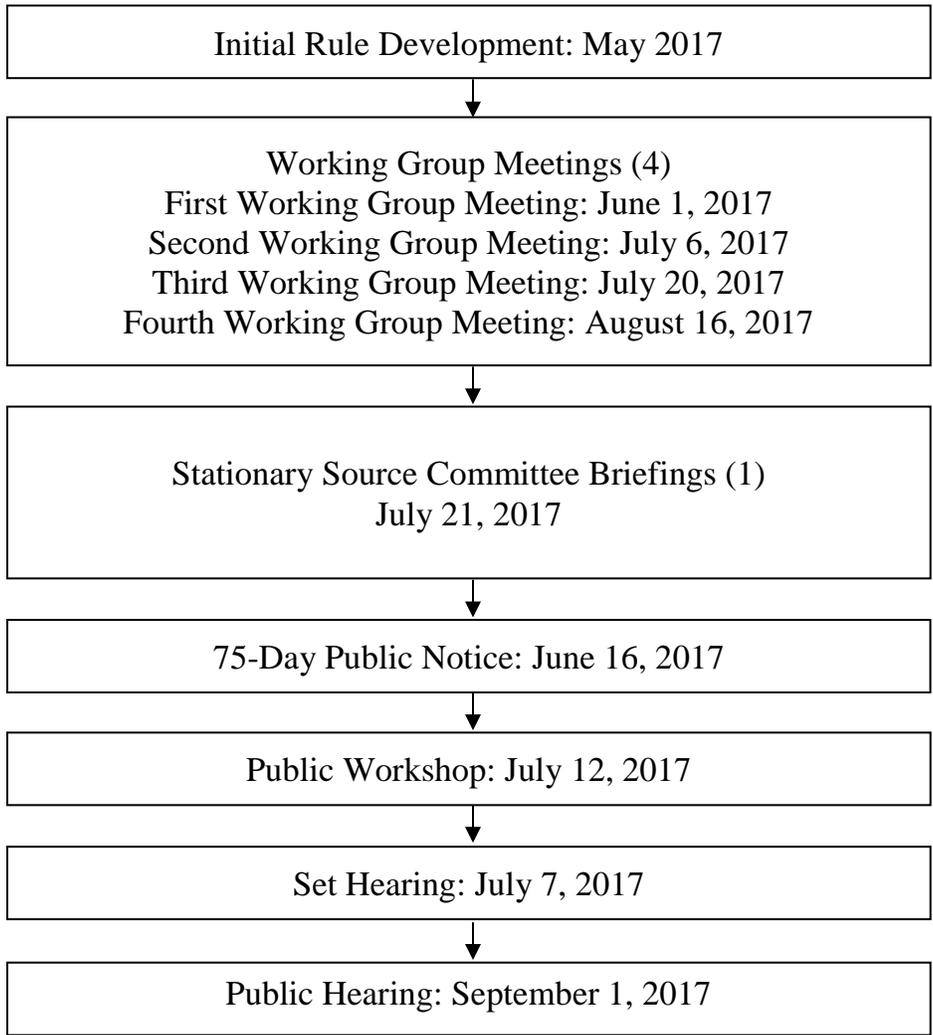 Initial Rule Development: May 2017
Working Group Meetings (4)
First Working Group Meeting: June 1, 2017
Second Working Group Meeting: July 6, 2017
Third Working Group Meeting: July 20, 2017
Fourth Working Group Meeting: August 16, 2017
Stationary Source Committee Briefings (1)
July 21, 2017
75-Day Public Notice: June 16, 2017
Public Workshop: July 12, 2017
Set Hearing: July 7, 2017
Public Hearing: September 1, 2017